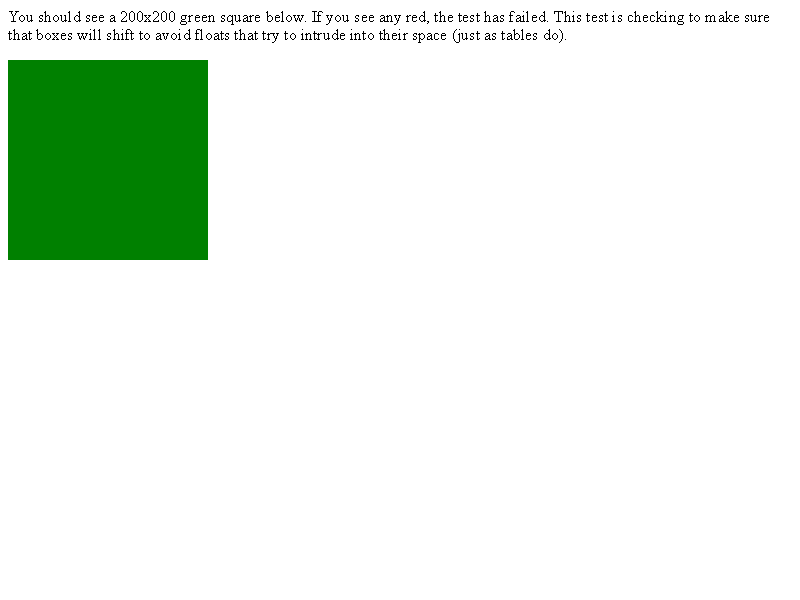 You should see a 200x200 green square below. If you see any red, the test has failed. This test is checking to make sure
that boxes will shift to avoid floats that try to intrude into their space (just as tables do).